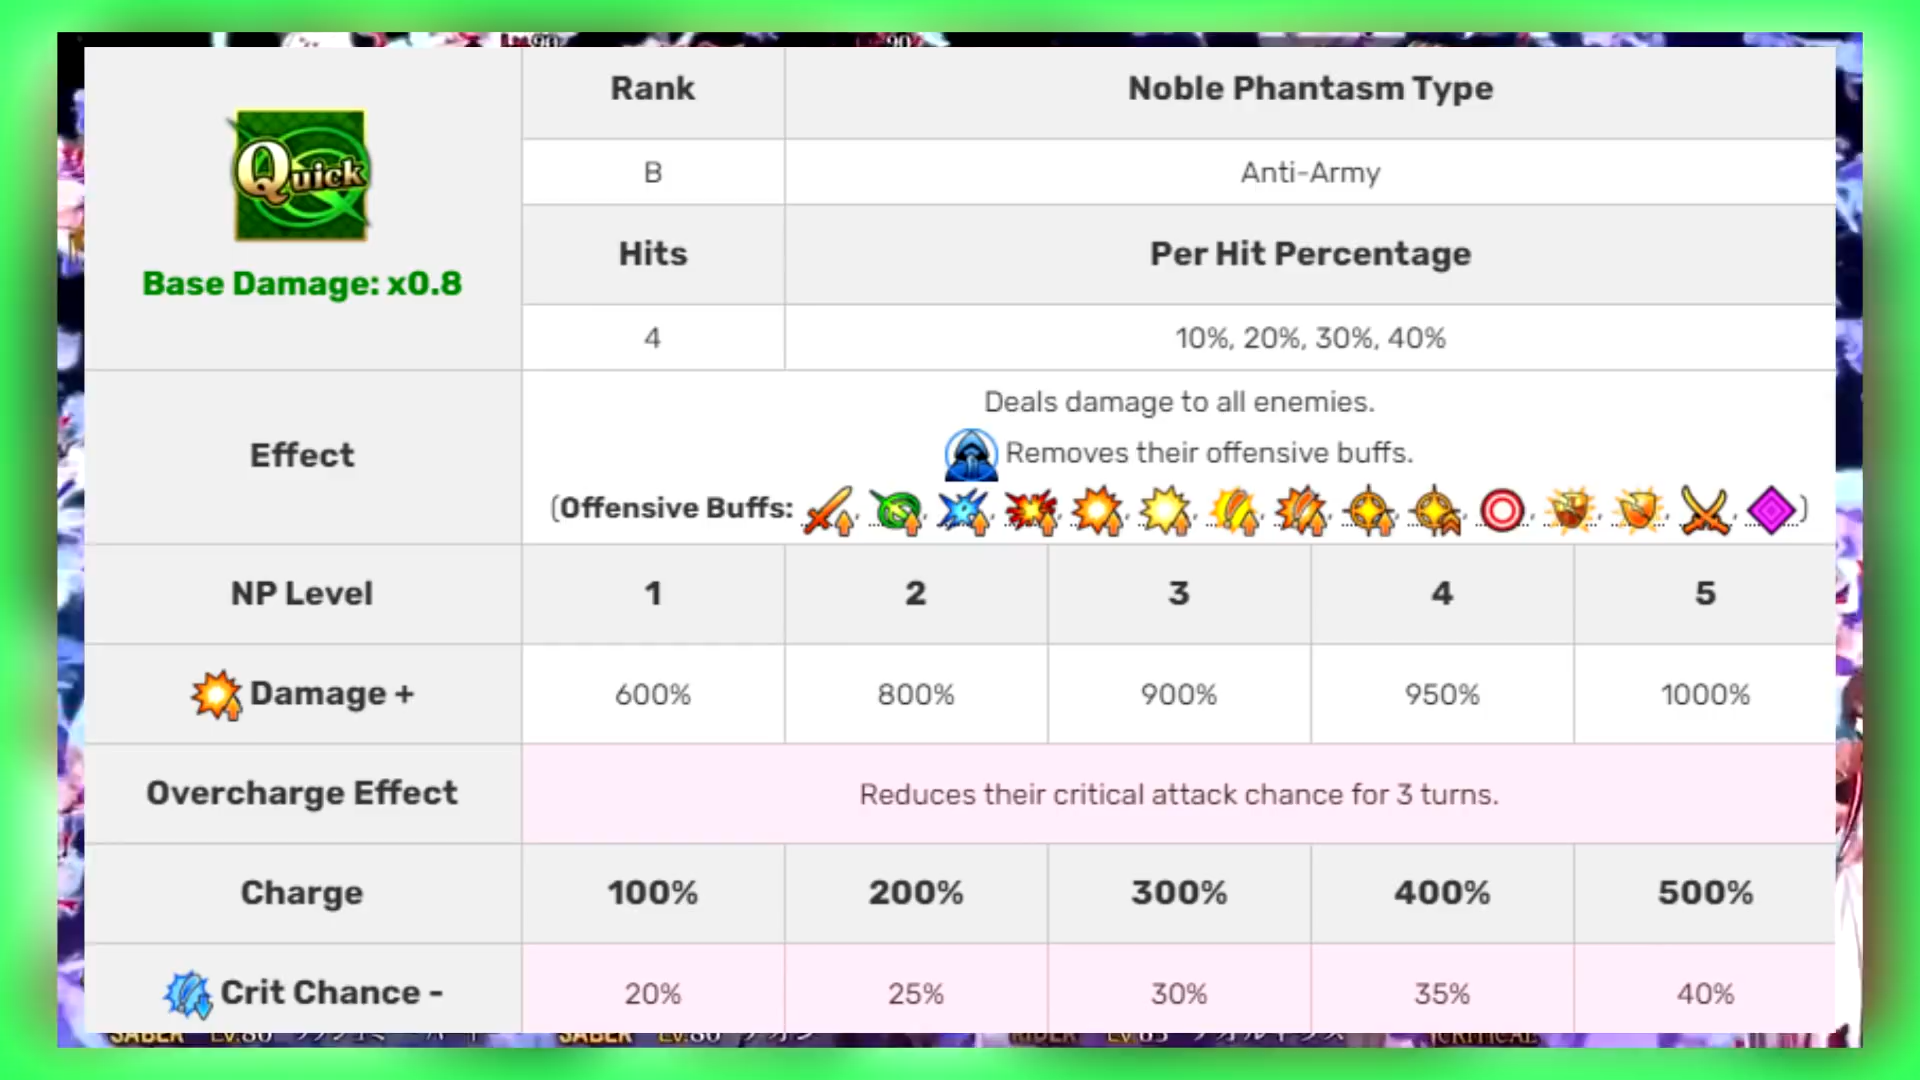 Rank
Noble Phantasm Type
Quick
B
Anti-Army
Hits
Per Hit Percentage
Base Damage: x0.8
4
10%, 20%, 30%, 40%
Effect
Deals damage to all enemies.
Removes their offensive buffs.
(Offensive Buffs: , , , , , , , , , , , , , , )
NP Level 1 2 3 4 5
Damage + 600% 800% 900% 950% 1000%
Overcharge Effect
Reduces their critical attack chance for 3 turns.
Charge 100% 200% 300% 400% 500%
Crit Chance - 20% 25% 30% 35% 40%